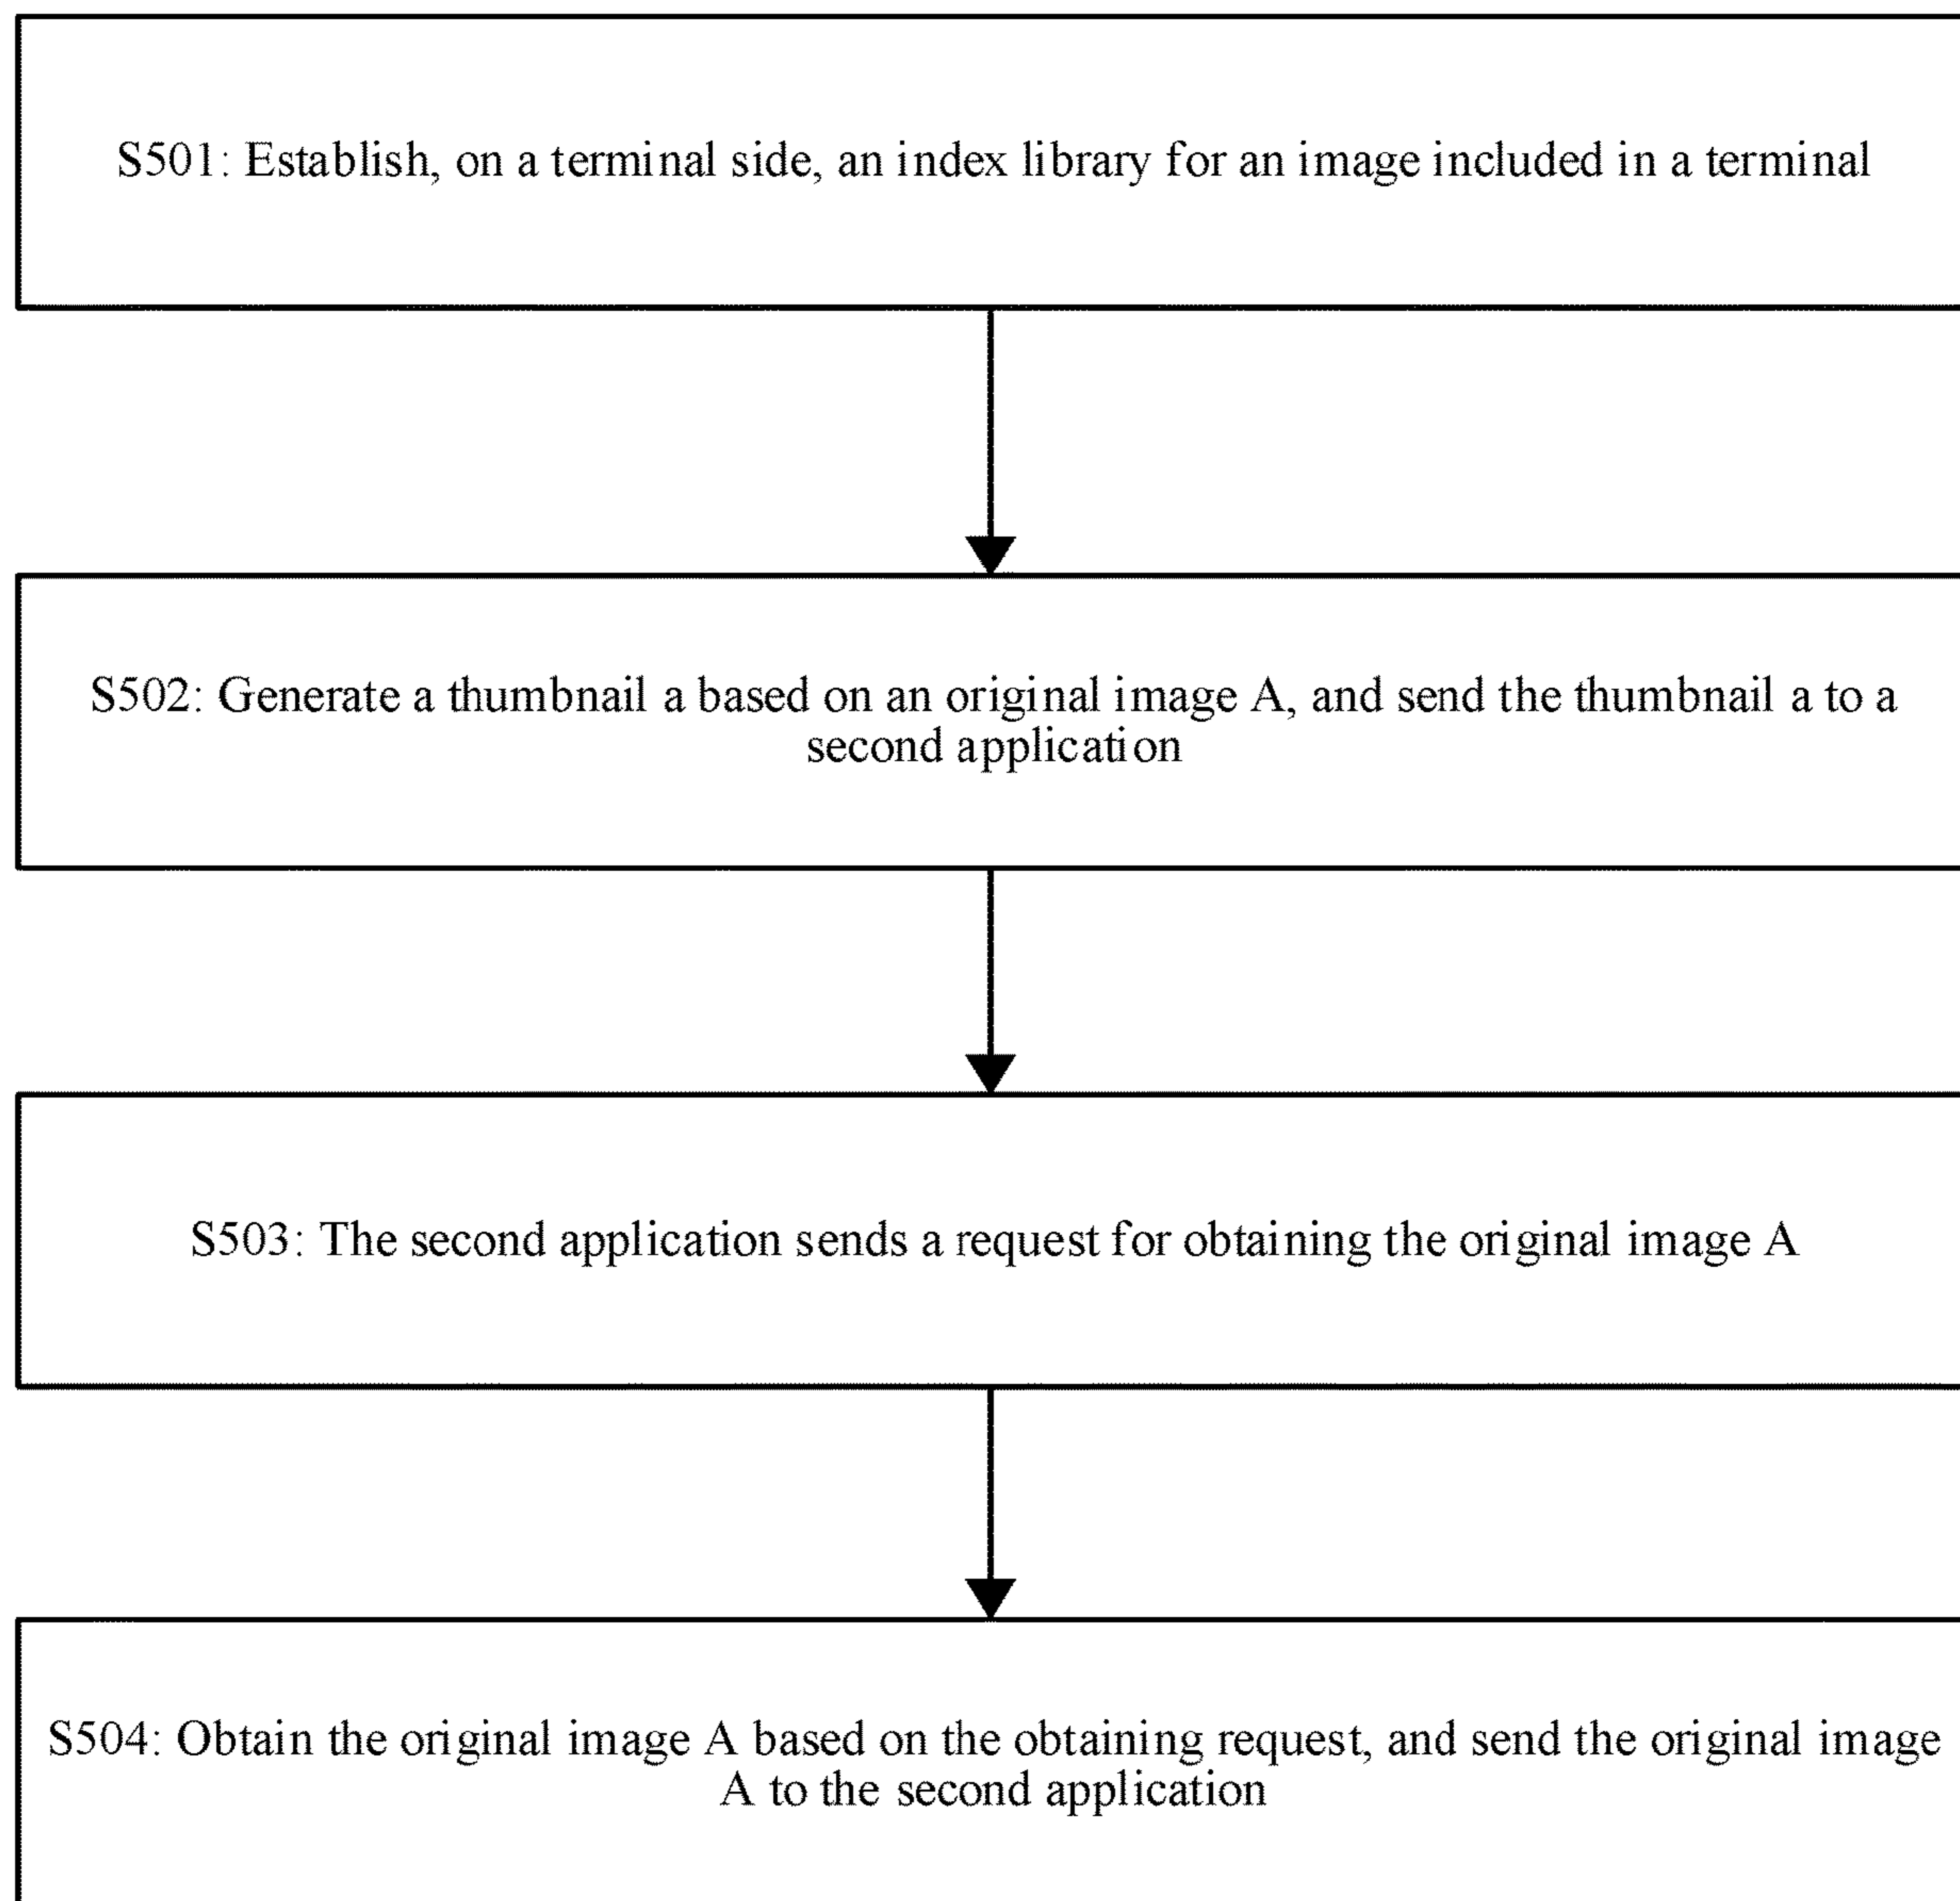 S501: Establish, on a terminal side, an index library for an image included in a terminal
S502: Generate a thumbnail a based on an original image A, and send the thumbnail a to a
second application
S503: The second application sends a request for obtaining the original image A
S504: Obtain the original image A based on the obtaining request, and send the original image
A to the second application